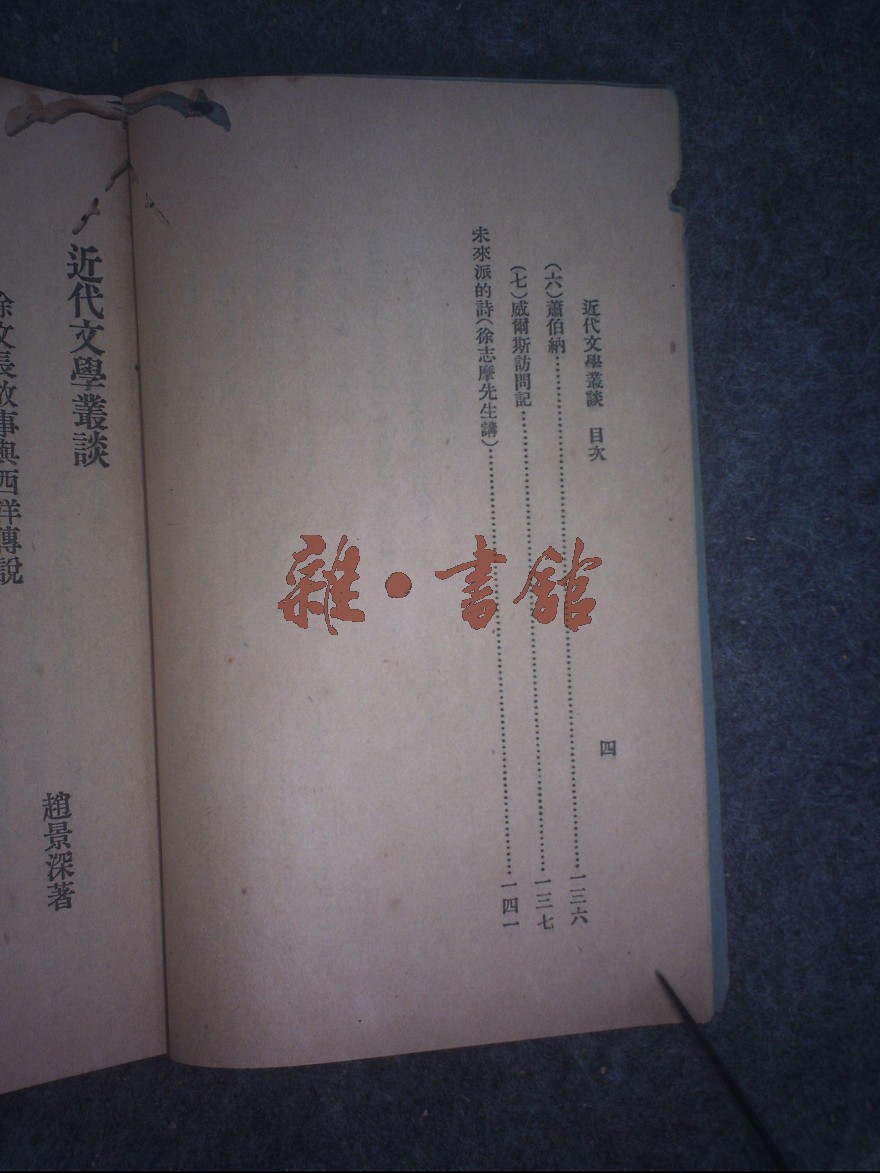 近代文學叢談 目次
四
(六)蕭伯納……一三六
(七)威爾斯訪問記……一三七
未來派的詩(徐志摩先生講)……一四一
近代文學叢談
趙景深著
徐文長故事與西洋傳說
雜·書館